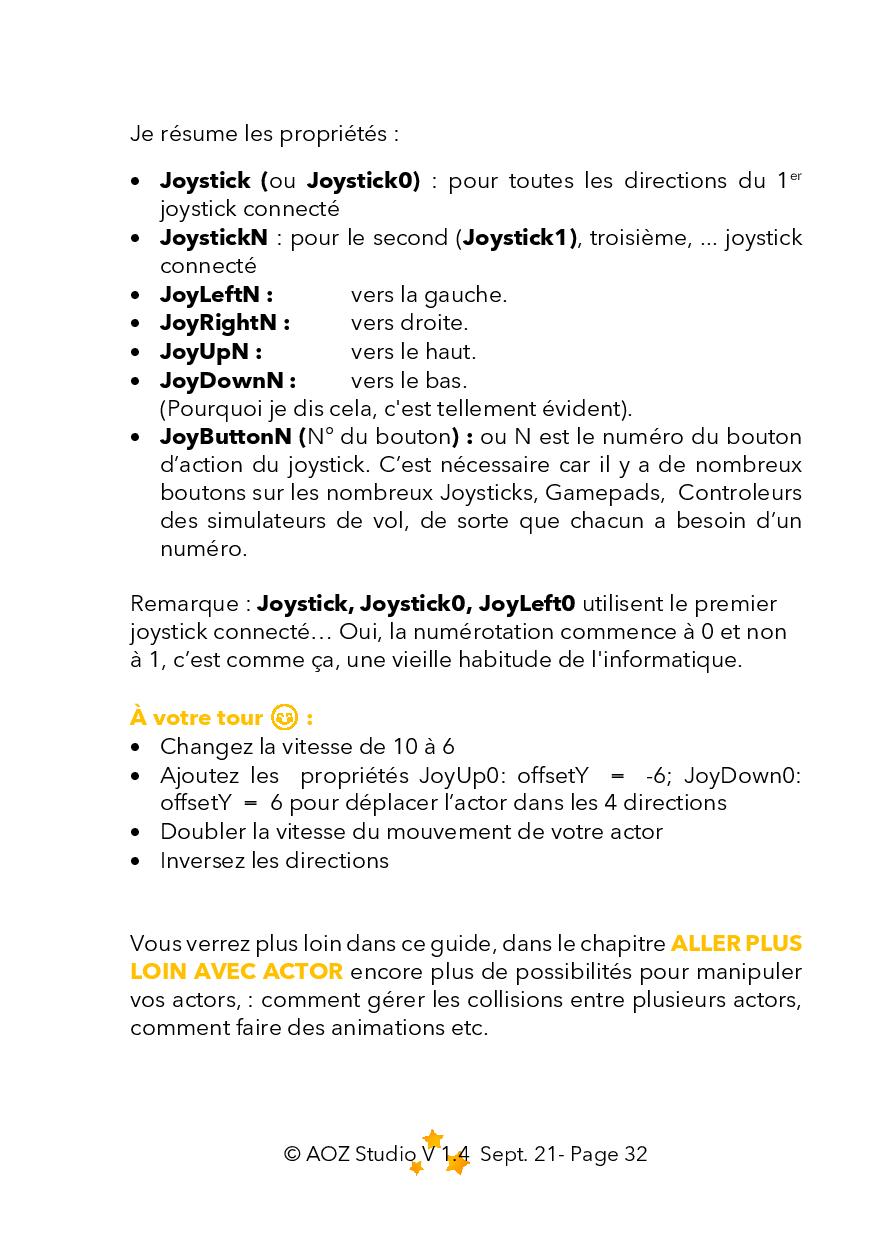 Je résume les propriétés :
• Joystick (ou Joystick0) : pour toutes les directions du 1er
joystick connecté
• JoystickN : pour le second (Joystick1), troisième, ... joystick
connecté
• JoyLeftN : vers la gauche.
• JoyRightN : vers droite.
• JoyUpN : vers le haut.
• JoyDownN : vers le bas.
(Pourquoi je dis cela, c'est tellement évident).
• JoyButtonN (N° du bouton) : ou N est le numéro du bouton
d’action du joystick. C’est nécessaire car il y a de nombreux
boutons sur les nombreux Joysticks, Gamepads, Controleurs
des simulateurs de vol, de sorte que chacun a besoin d’un
numéro.
Remarque : Joystick, Joystick0, JoyLeft0 utilisent le premier
joystick connecté… Oui, la numérotation commence à 0 et non
à 1, c’est comme ça, une vieille habitude de l'informatique.
À votre tour 😊 :
• Changez la vitesse de 10 à 6
• Ajoutez les propriétés JoyUp0: offsetY = -6; JoyDown0:
offsetY = 6 pour déplacer l’actor dans les 4 directions
• Doubler la vitesse du mouvement de votre actor
• Inversez les directions
Vous verrez plus loin dans ce guide, dans le chapitre ALLER PLUS
LOIN AVEC ACTOR encore plus de possibilités pour manipuler
vos actors, : comment gérer les collisions entre plusieurs actors,
comment faire des animations etc.
© AOZ Studio V 1.4 Sept. 21- Page 32